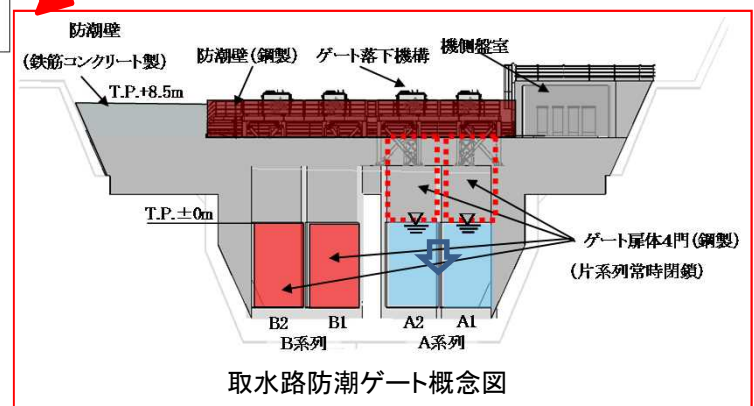 防潮壁
(鉄筋コンクリート製)
防潮壁(鋼製)
ゲート落下機構
機側盤室
T.P.+8.5m
T.P.±0m
ゲート扉体4門(鋼製)
(片系列常時閉鎖)
B2 B1 A2 A1
B系列 A系列
取水路防潮ゲート概念図